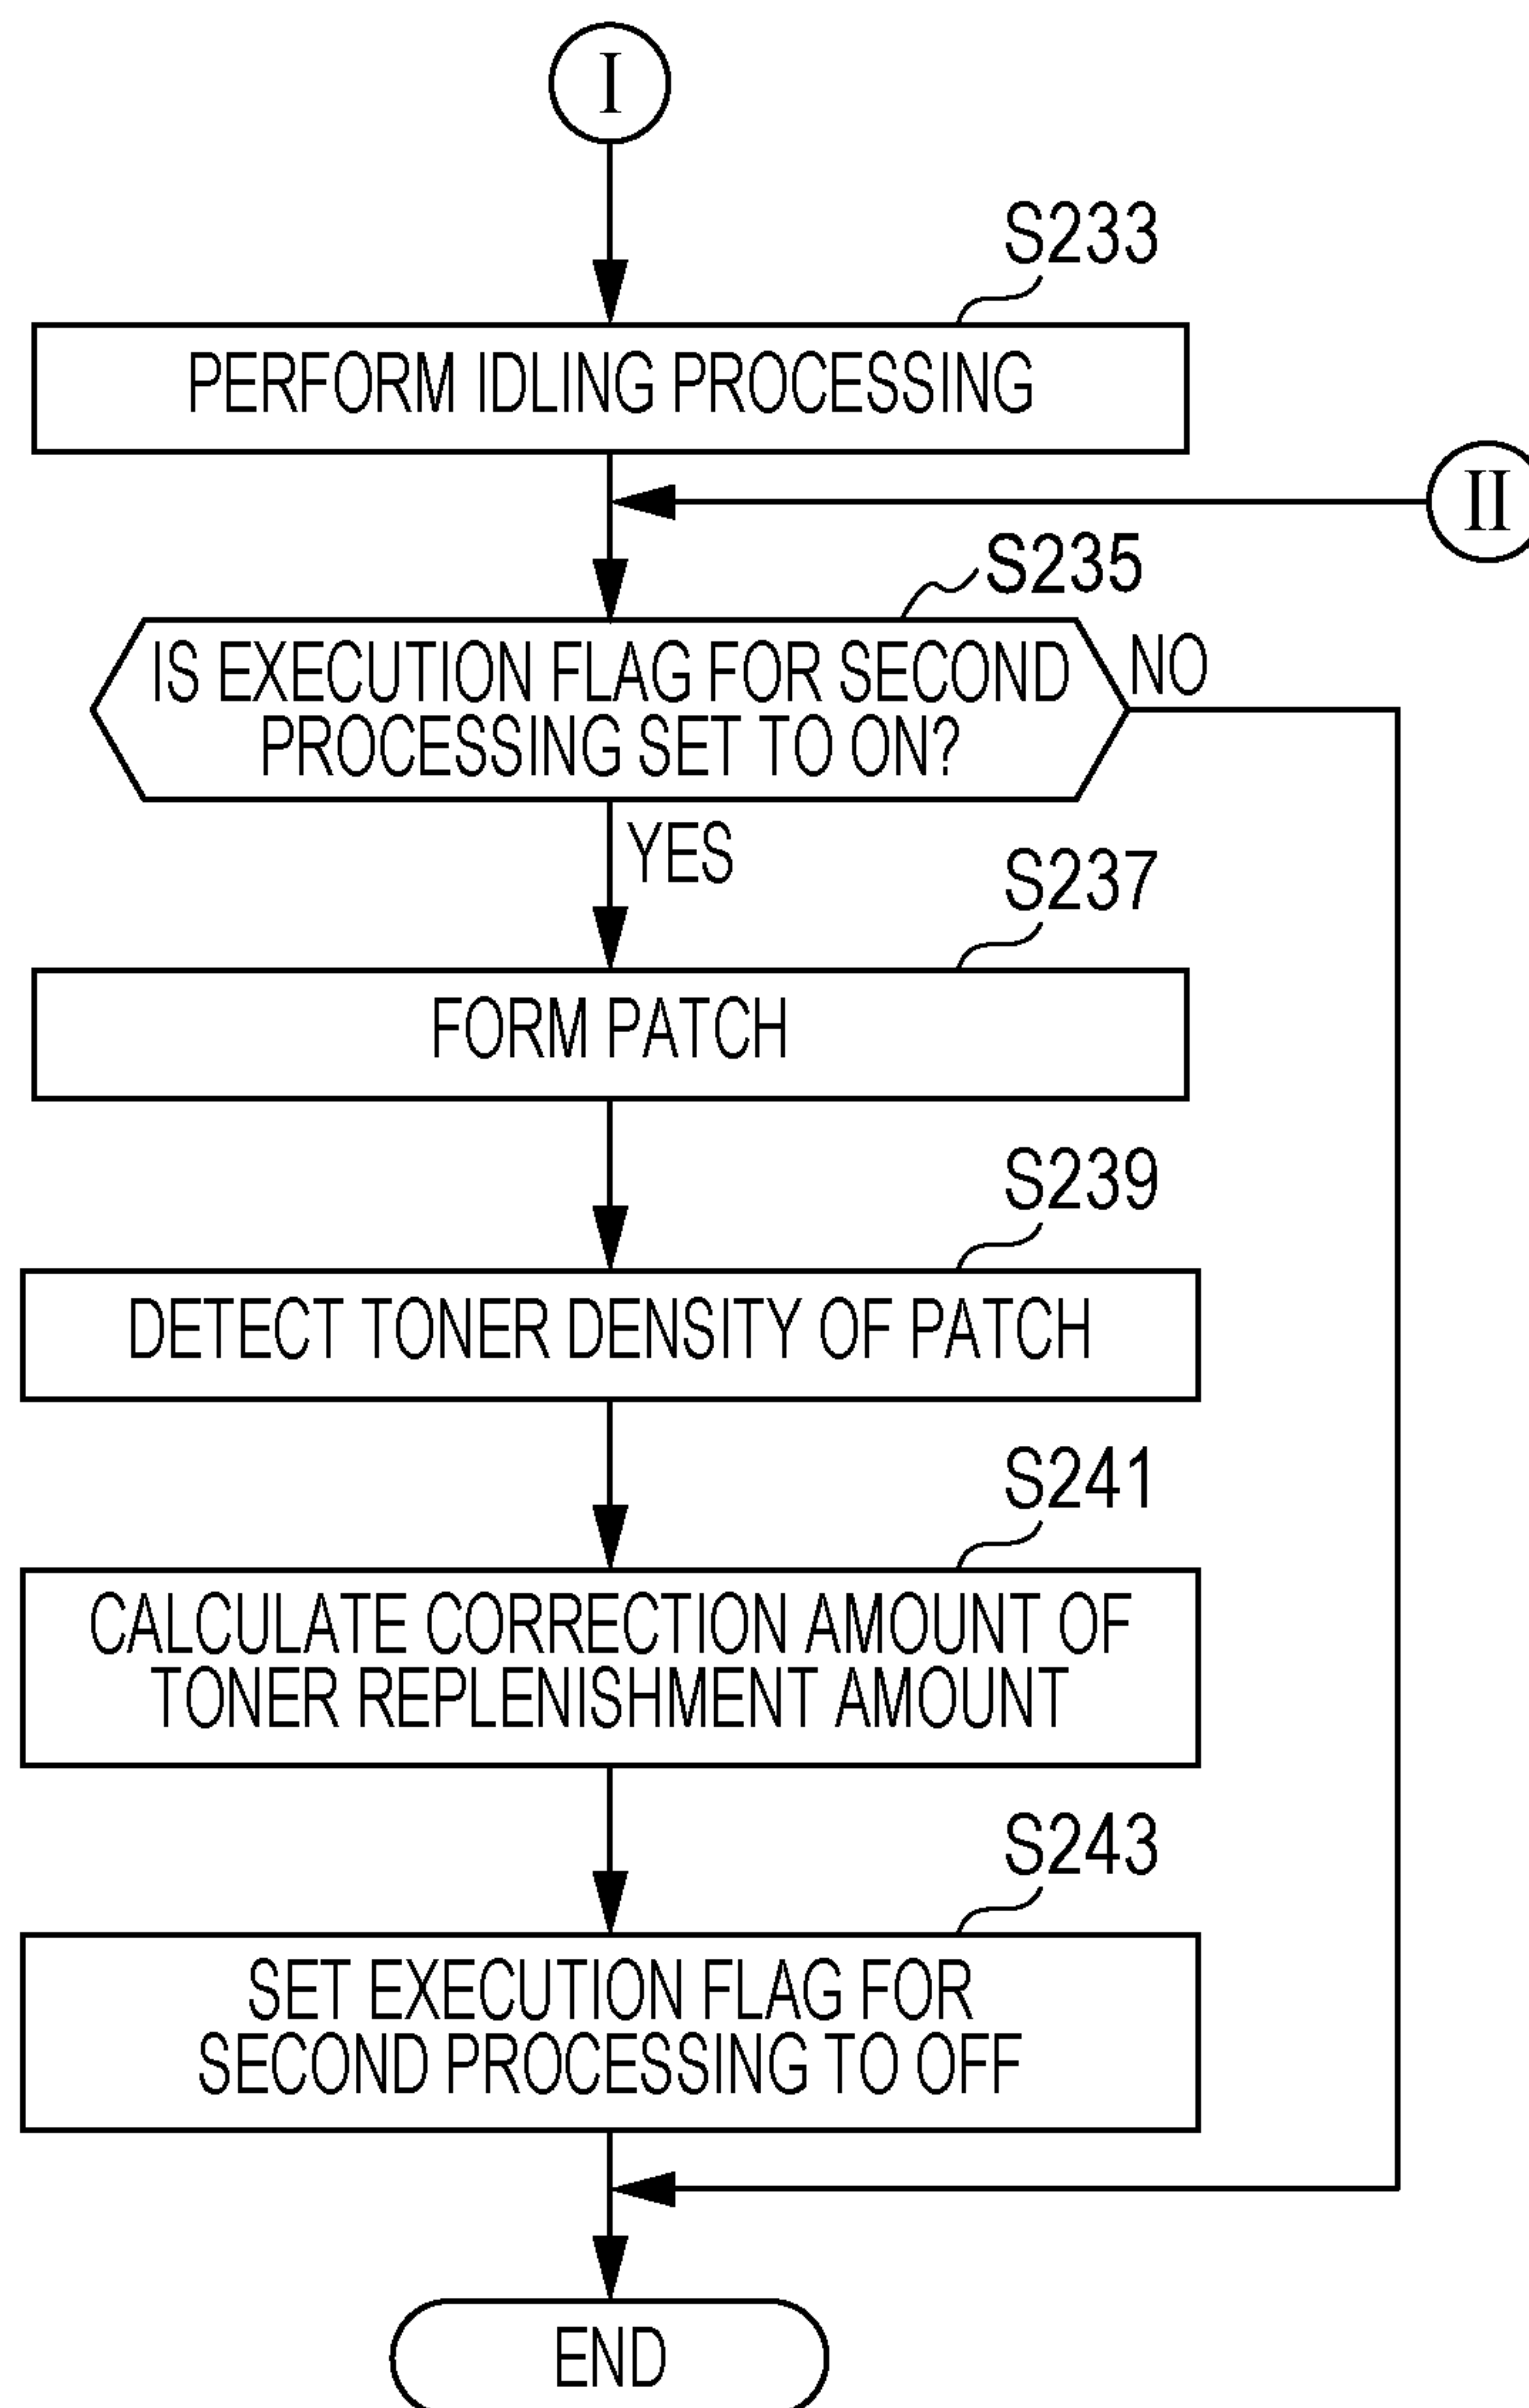 I
S233
PERFORM IDLING PROCESSING
II
S235
IS EXECUTION FLAG FOR SECOND
PROCESSING SET TO ON?
NO
YES
S237
FORM PATCH
S239
DETECT TONER DENSITY OF PATCH
S241
CALCULATE CORRECTION AMOUNT OF
TONER REPLENISHMENT AMOUNT
S243
SET EXECUTION FLAG FOR
SECOND PROCESSING TO OFF
END